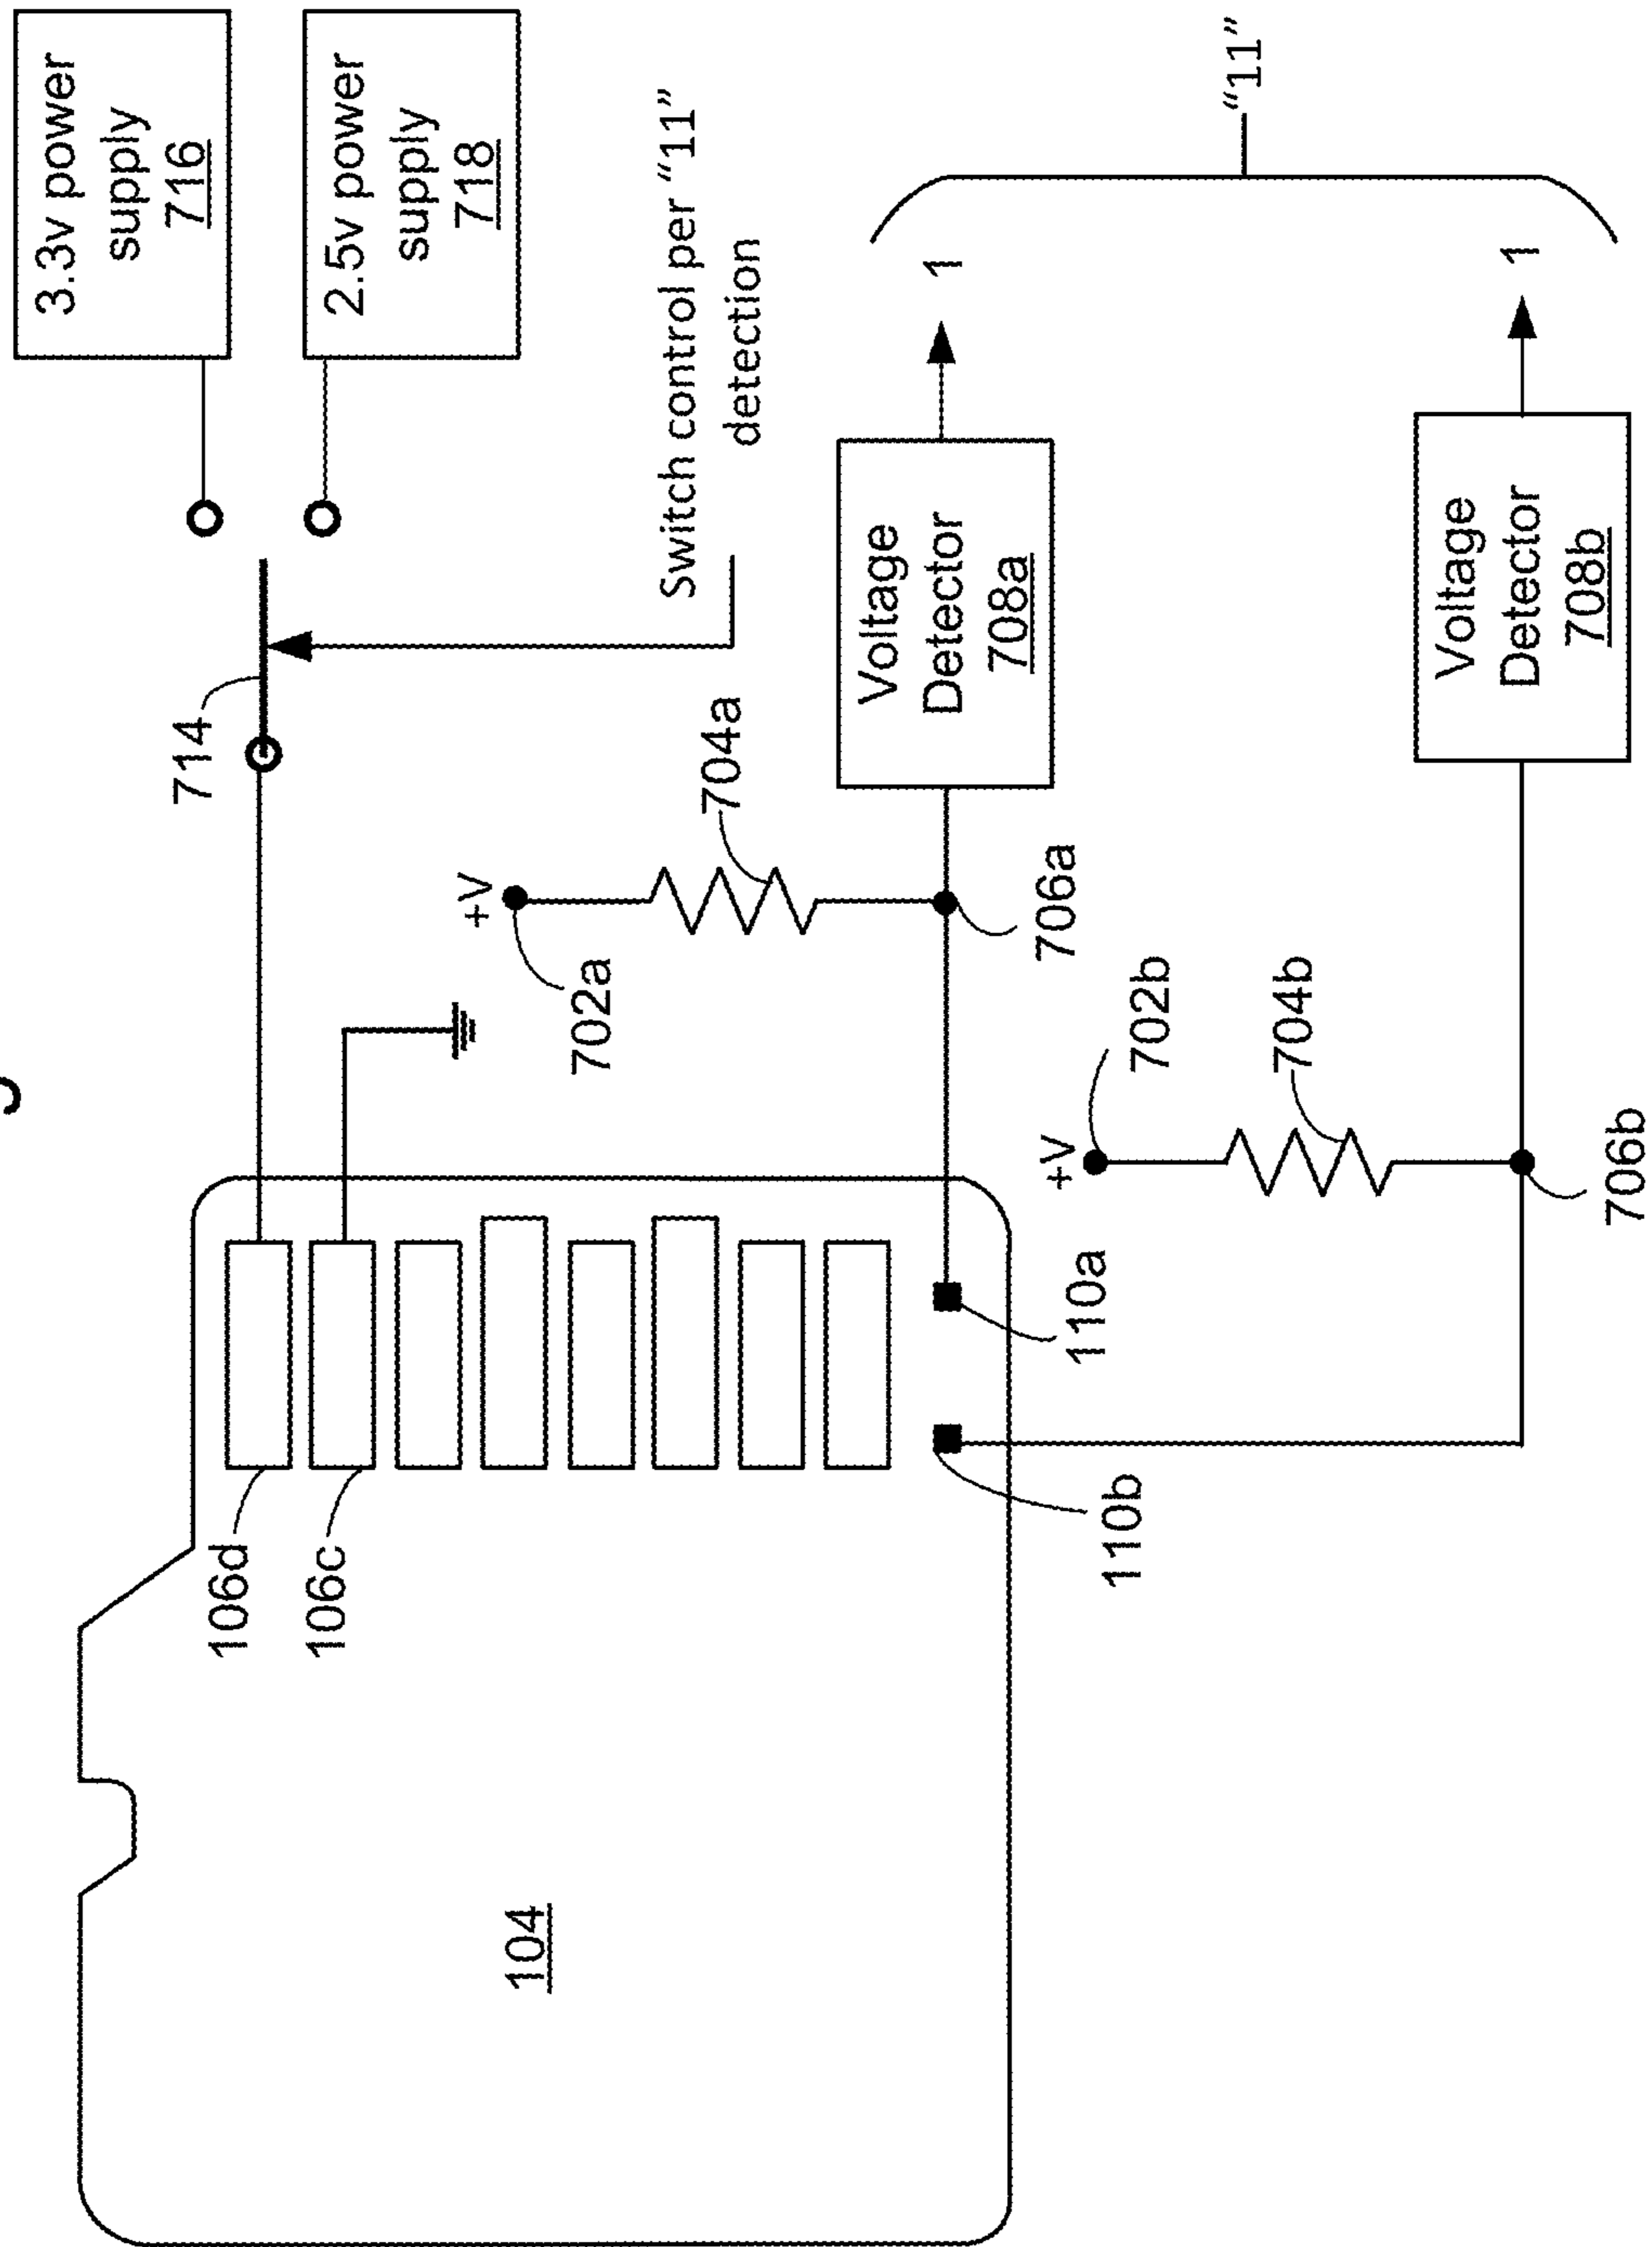 3.3v power
supply
716
714
106d
106c
2.5v power
supply
718
+V
104
702a
Switch control per “11”
detection
704a
Voltage
Detector
708a
1
706a
110a
110b
+V
702b
“11”
704b
Voltage
Detector
708b
1
706b